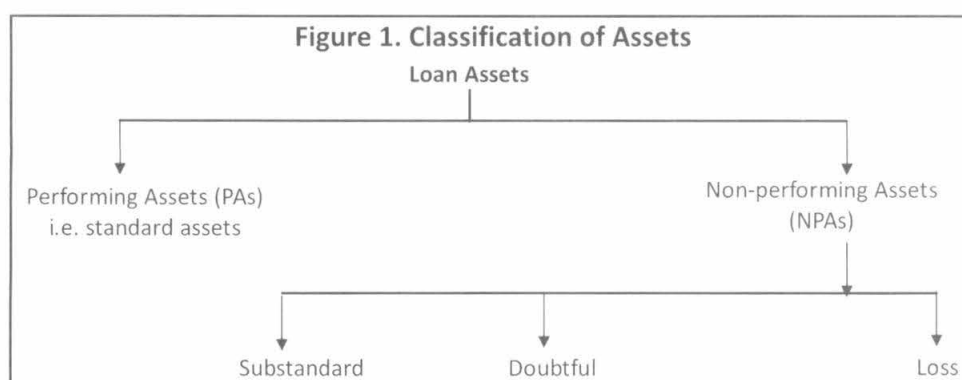 Figure 1. Classification of Assets
Loan Assets
Performing Assets (PAs)
i.e. standard assets
Non-performing Assets
(NPAs)
Substandard
Doubtful
Loss